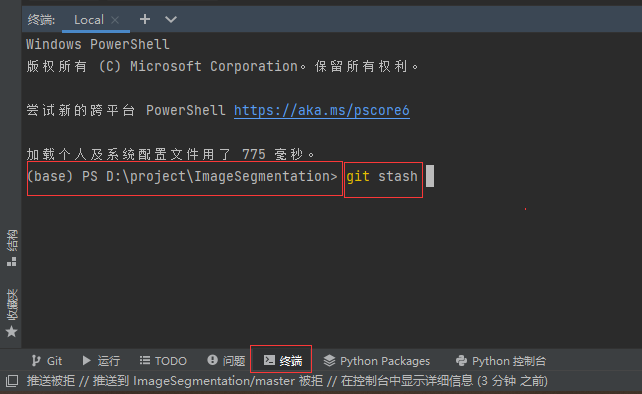 终端: Local × + ∨
Windows PowerShell
版权所有 (C) Microsoft Corporation。保留所有权利。
尝试新的跨平台 PowerShell https://aka.ms/pscore6
加载个人及系统配置文件用了 775 毫秒。
(base) PS D:\project\ImageSegmentation> git stash
结构
收藏夹
Git 运行 TODO 问题 终端 Python Packages Python 控制台
推送被拒 // 推送到 ImageSegmentation/master 被拒 // 在控制台中显示详细信息 (3 分钟 之前)